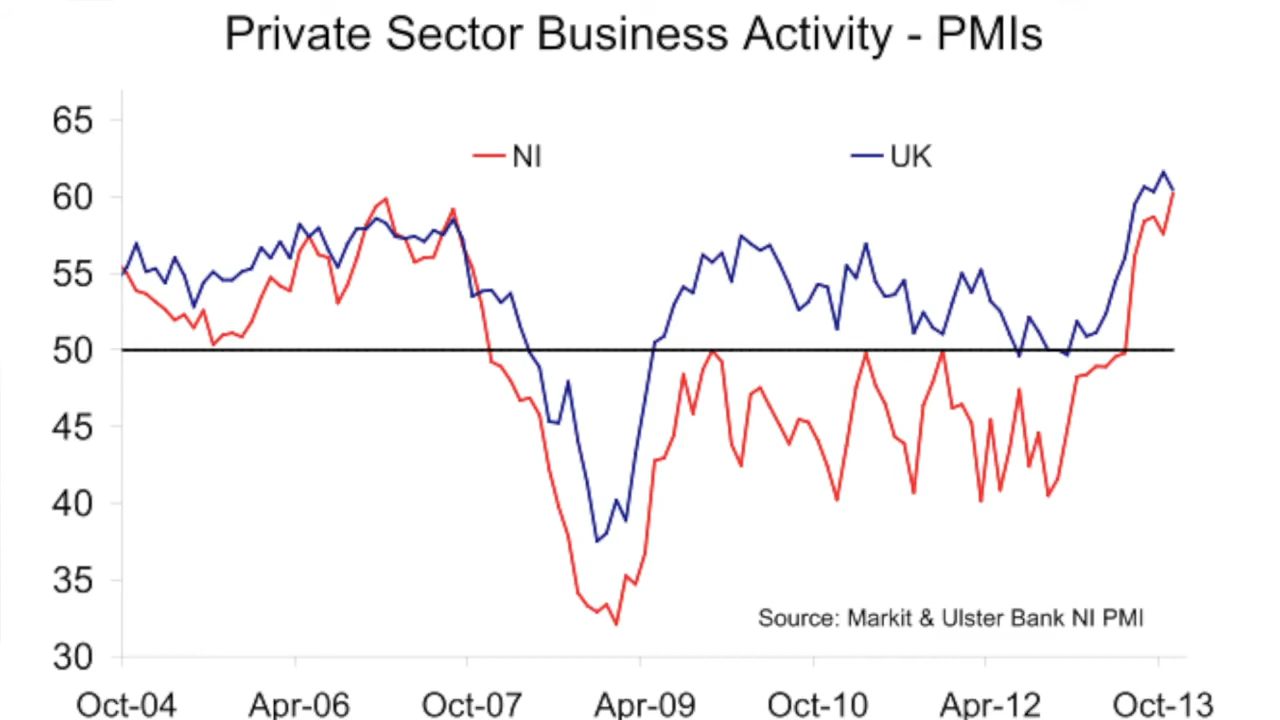 Private Sector Business Activity - PMIs
65
NI
UK
60
55
50
45
40
35
Source: Markit & Ulster Bank NI PMI
30
Oct-04 Apr-06 Oct-07 Apr-09 Oct-10 Apr-12 Oct-13